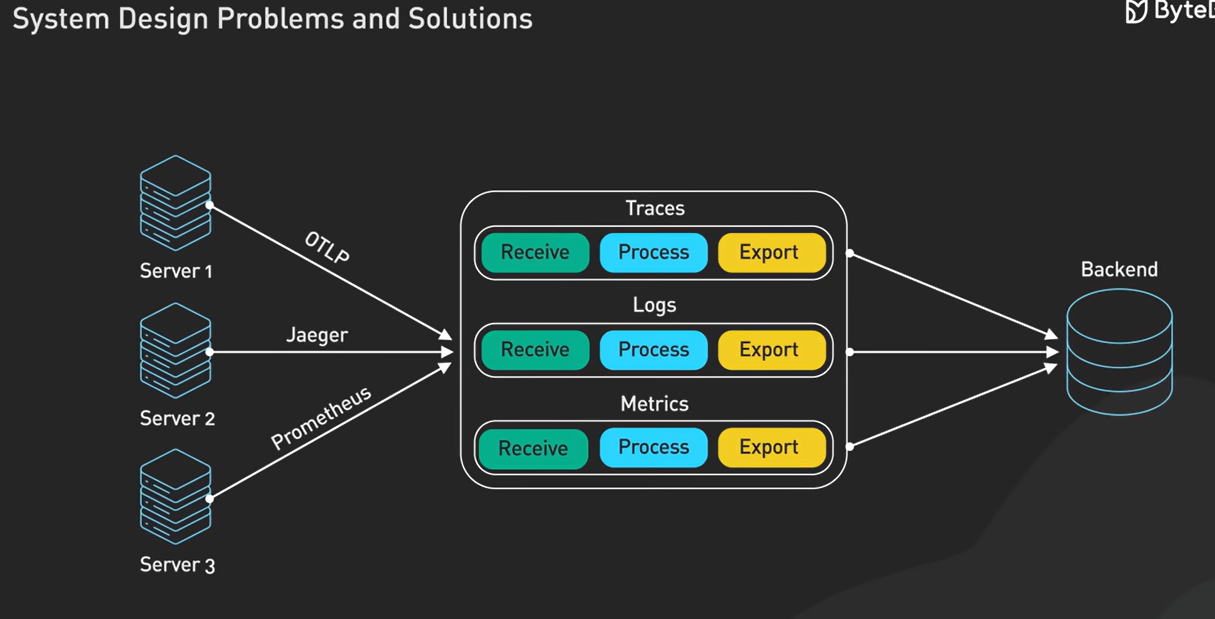 System Design Problems and Solutions
Server 1
Server 2
Server 3
OTLP
Jaeger
Prometheus
Traces
Receive Process Export
Logs
Receive Process Export
Metrics
Receive Process Export
Backend